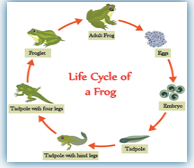 Adult Frog
Eggs
Embryo
Tadpole
Tadpole with hind legs
Tadpole with four legs
Froglet
Life Cycle of
a Frog